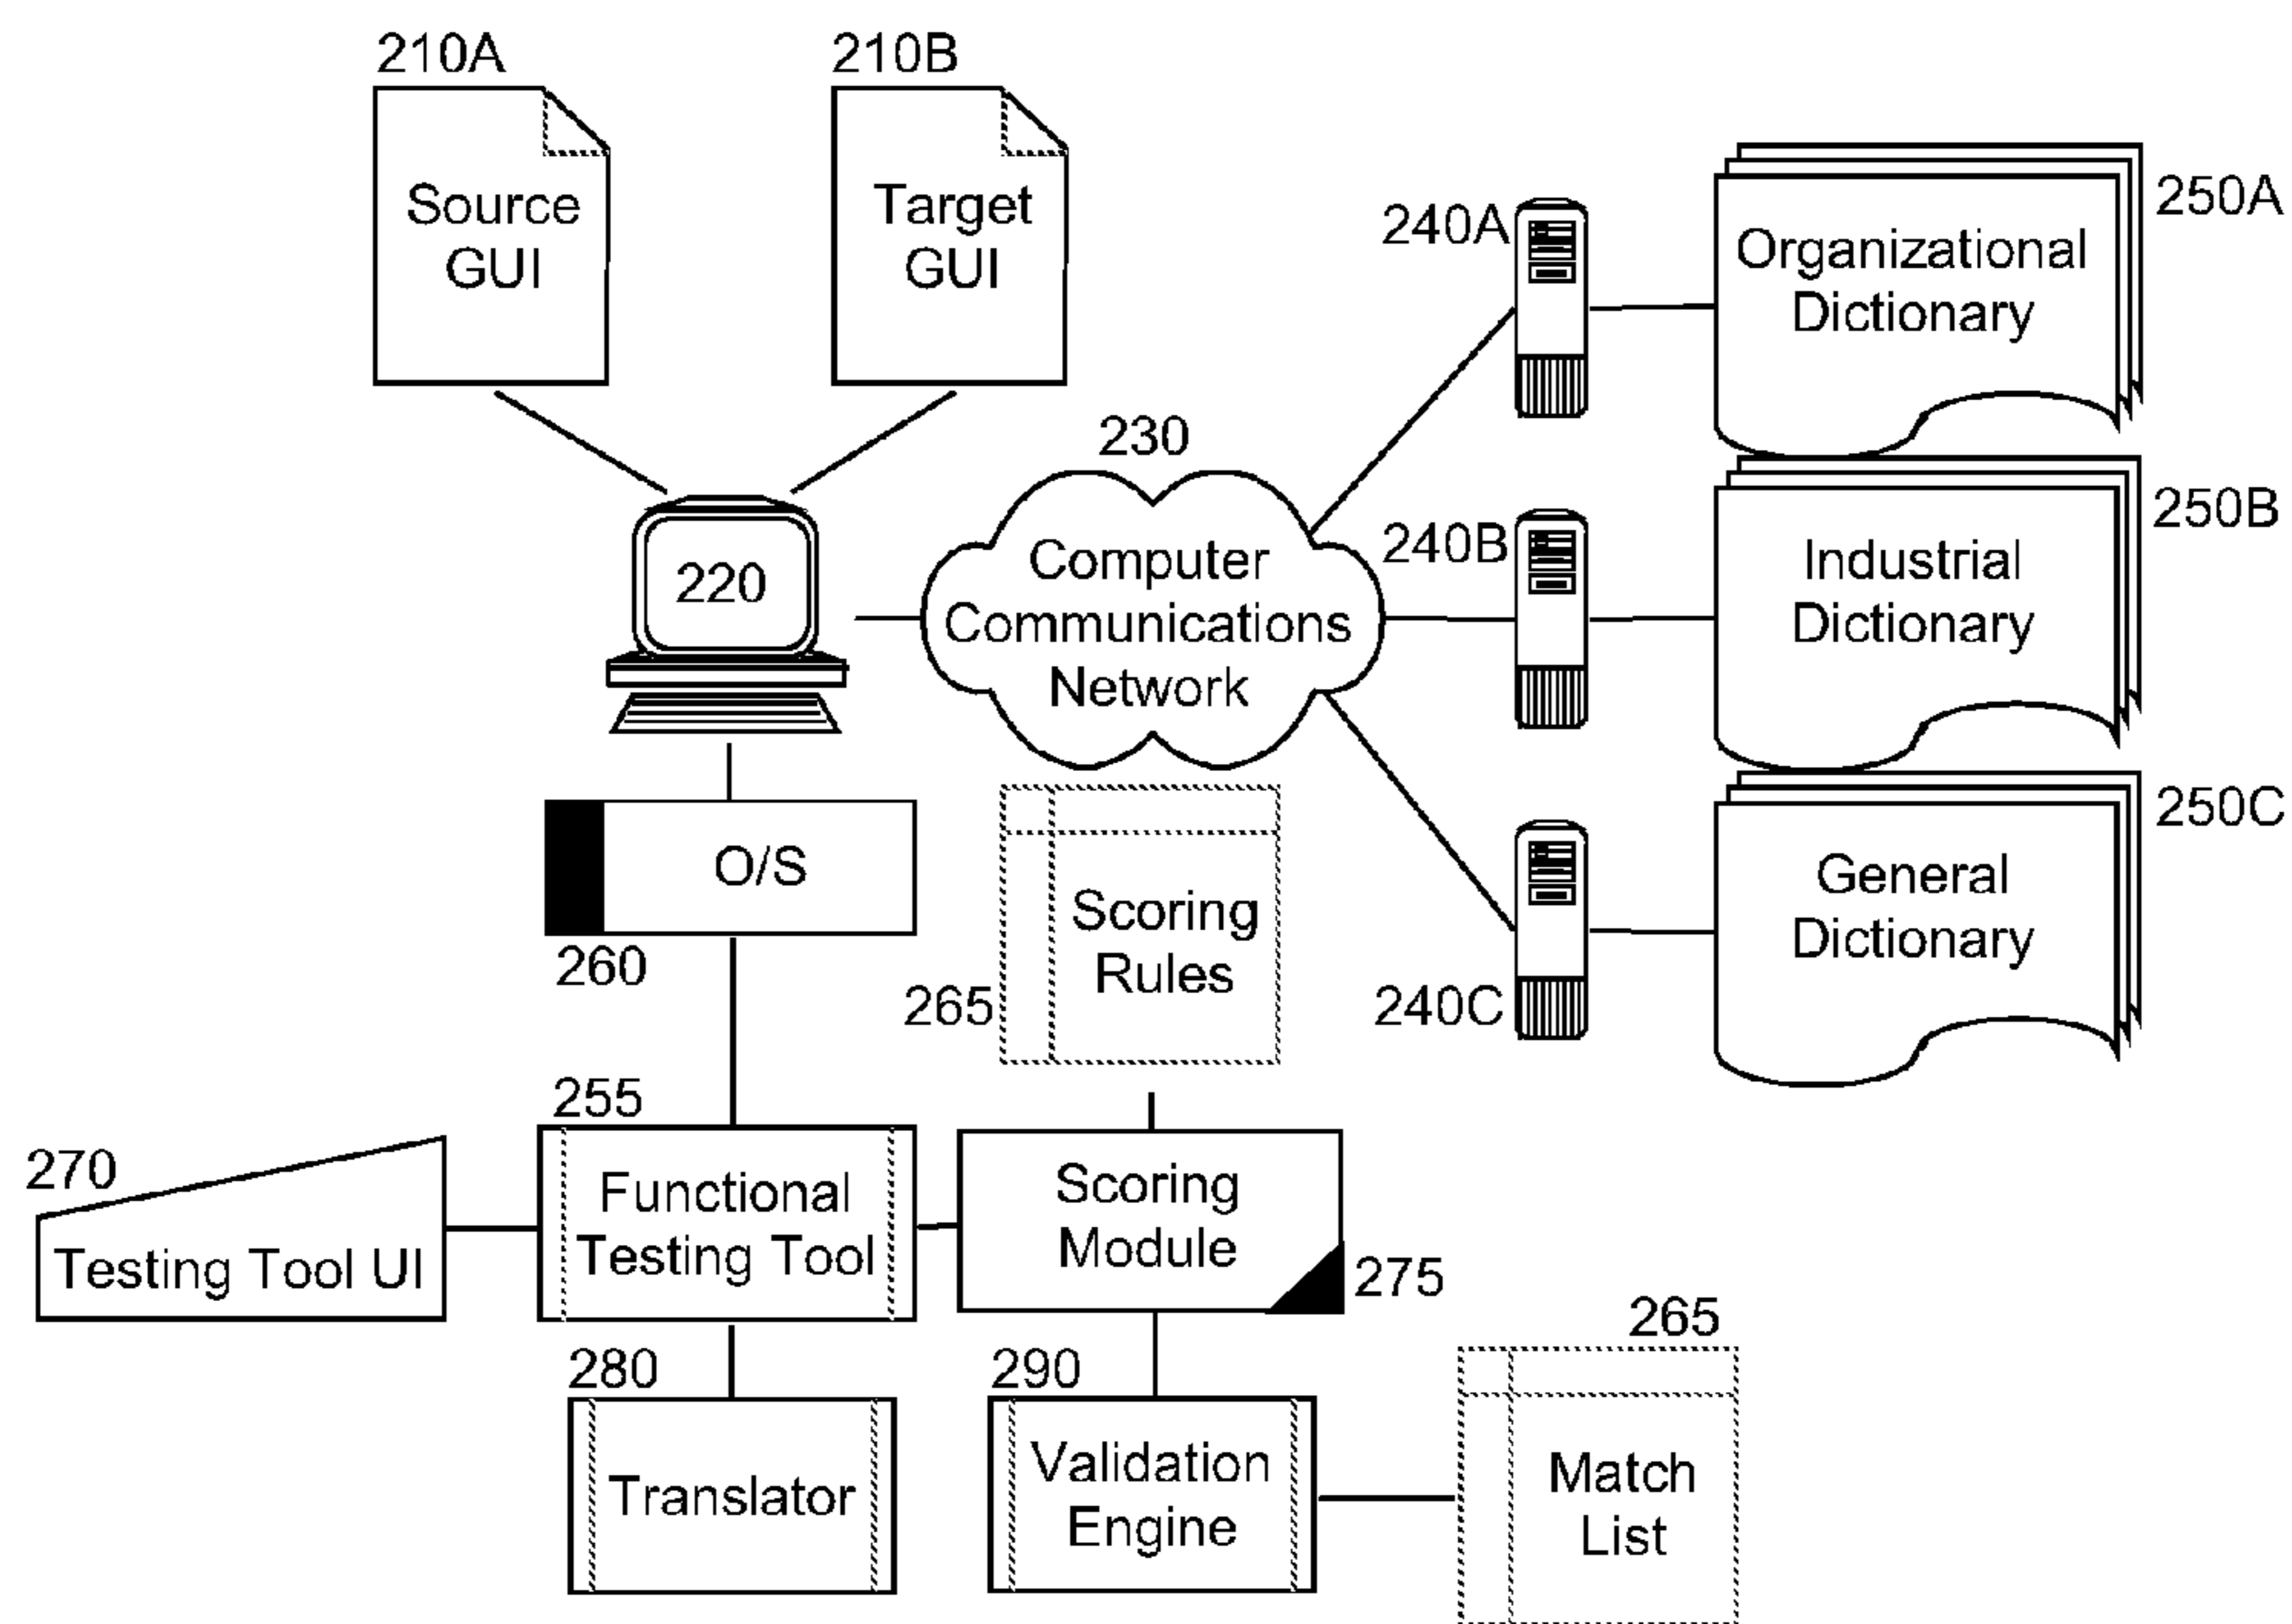 210A
210B
Source
GUI
Target
GUI
240A
Organizational
Dictionary
250A
230
220
Computer
Communications
Network
240B
Industrial
Dictionary
250B
O/S
260
Scoring
Rules
265
240C
General
Dictionary
250C
270
Testing Tool UI
255
Functional
Testing Tool
Scoring
Module
275
280
Translator
290
Validation
Engine
265
Match
List